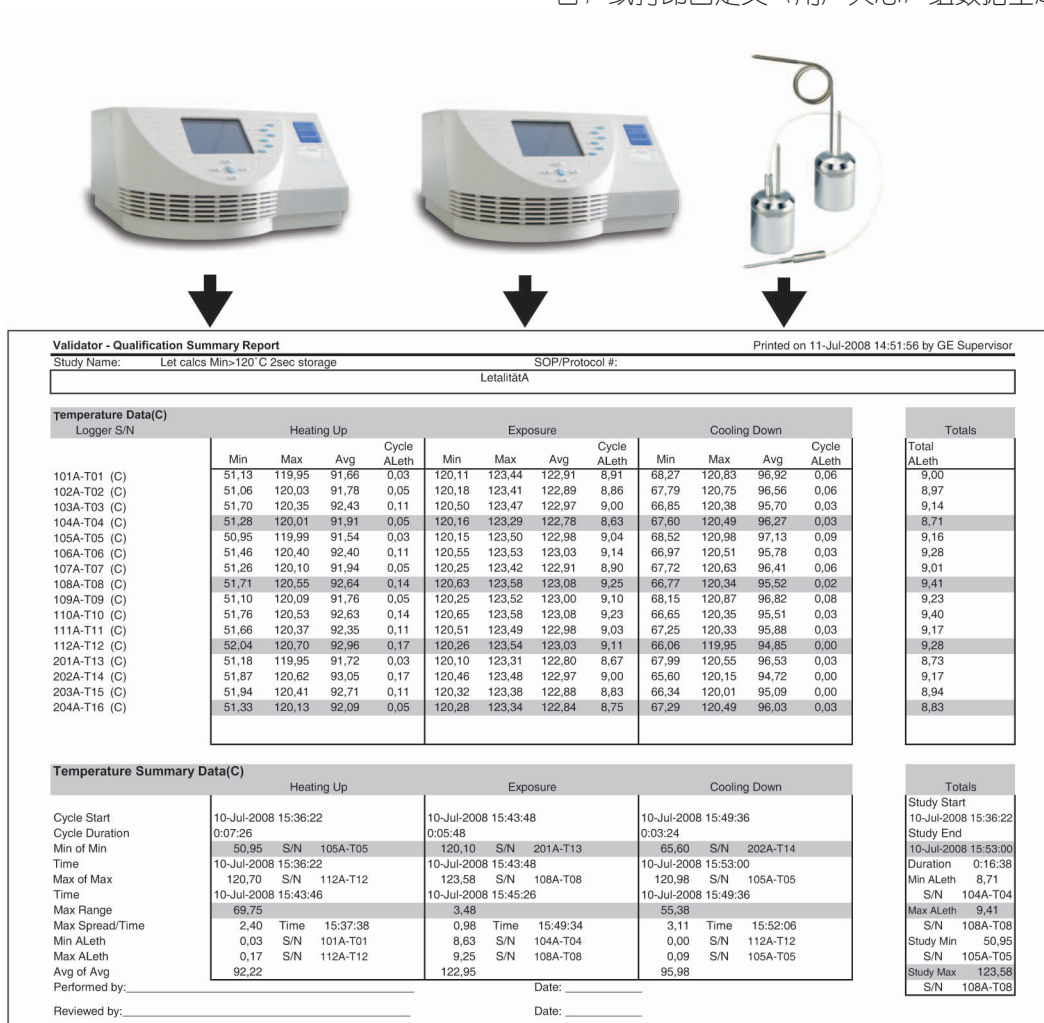 Validator - Qualification Summary Report Printed on 11-Jul-2008 14:51:56 by GE Supervisor
Study Name: Let calcs Min>120°C 2sec storage SOP/Protocol #:
LetalitätA
Temperature Data(C)
Logger S/N Heating Up Exposure Cooling Down Totals
Cycle Cycle Cycle Total
Min Max Avg ALeth Min Max Avg ALeth Min Max Avg ALeth ALeth
101A-T01 (C) 51,13 119,95 91,66 0,03 120,11 123,44 122,91 8,91 68,27 120,83 96,92 0,06 9,00
102A-T02 (C) 51,06 120,03 91,78 0,05 120,18 123,41 122,89 8,86 67,79 120,75 96,56 0,06 8,97
103A-T03 (C) 51,70 120,35 92,43 0,11 120,50 123,47 122,97 9,00 66,85 120,38 95,70 0,03 9,14
104A-T04 (C) 51,28 120,01 91,91 0,05 120,16 123,29 122,78 8,63 67,60 120,49 96,27 0,03 8,71
105A-T05 (C) 50,95 119,99 91,54 0,03 120,15 123,50 122,98 9,04 68,52 120,98 97,13 0,09 9,16
106A-T06 (C) 51,46 120,40 92,40 0,11 120,55 123,53 123,03 9,14 66,97 120,51 95,78 0,03 9,28
107A-T07 (C) 51,26 120,10 91,94 0,05 120,25 123,42 122,91 8,90 67,72 120,63 96,41 0,06 9,01
108A-T08 (C) 51,71 120,55 92,64 0,14 120,63 123,58 123,08 9,25 66,77 120,34 95,52 0,02 9,41
109A-T09 (C) 51,10 120,09 91,76 0,05 120,25 123,52 123,00 9,10 68,15 120,87 96,82 0,08 9,23
110A-T10 (C) 51,76 120,53 92,63 0,14 120,65 123,58 123,08 9,23 66,65 120,35 95,51 0,03 9,40
111A-T11 (C) 51,66 120,37 92,35 0,11 120,51 123,49 122,98 9,03 67,25 120,33 95,88 0,03 9,17
112A-T12 (C) 52,04 120,70 92,96 0,17 120,26 123,54 123,03 9,11 66,06 119,95 94,85 0,00 9,28
201A-T13 (C) 51,18 119,95 91,72 0,03 120,10 123,31 122,80 8,67 67,99 120,55 96,53 0,03 8,73
202A-T14 (C) 51,87 120,62 93,05 0,17 120,46 123,48 122,97 9,00 65,60 120,15 94,72 0,00 9,17
203A-T15 (C) 51,94 120,41 92,71 0,11 120,32 123,38 122,88 8,83 66,34 120,01 95,09 0,00 8,94
204A-T16 (C) 51,33 120,13 92,09 0,05 120,28 123,34 122,84 8,75 67,29 120,49 96,03 0,03 8,83
Temperature Summary Data(C)
Heating Up Exposure Cooling Down Totals
Study Start
Cycle Start 10-Jul-2008 15:36:22 10-Jul-2008 15:43:48 10-Jul-2008 15:49:36 10-Jul-2008 15:36:22
Cycle Duration 0:07:26 0:05:48 0:03:24 Study End
Min of Min 50,95 S/N 105A-T05 120,10 S/N 201A-T13 65,60 S/N 202A-T14 10-Jul-2008 15:53:00
Time 10-Jul-2008 15:36:22 10-Jul-2008 15:43:48 10-Jul-2008 15:53:00 Duration 0:16:38
Max of Max 120,70 S/N 112A-T12 123,58 S/N 108A-T08 120,98 S/N 105A-T05 Min ALeth 8,71
Time 10-Jul-2008 15:43:46 10-Jul-2008 15:45:26 10-Jul-2008 15:49:36 S/N 104A-T04
Max Range 69,75 3,48 55,38 Max ALeth 9,41
Max Spread/Time 2,40 Time 15:37:38 0,98 Time 15:49:34 3,11 Time 15:52:06 S/N 108A-T08
Min ALeth 0,03 S/N 101A-T01 8,63 S/N 104A-T04 0,00 S/N 112A-T12 Study Min 50,95
Max ALeth 0,17 S/N 112A-T12 9,25 S/N 108A-T08 0,09 S/N 105A-T05 S/N 105A-T05
Avg of Avg 92,22 122,95 95,98 Study Max 123,58
Performed by: Date: S/N 108A-T08
Reviewed by: Date: